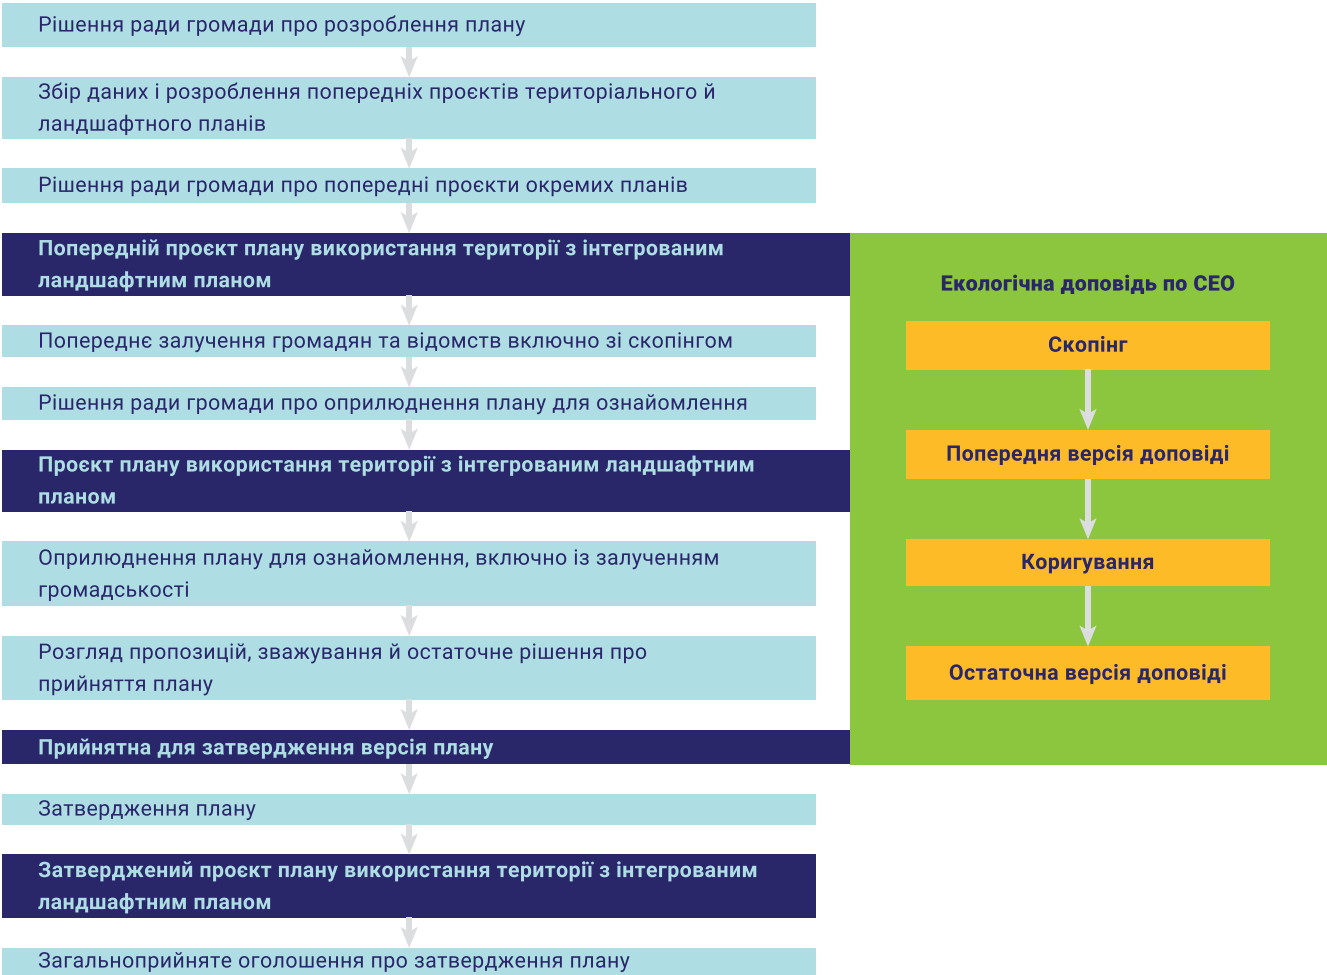 Рішення ради громади про розроблення плану
Збір даних і розроблення попередніх проєктів територіального й
ландшафтного планів
Рішення ради громади про попередні проєкти окремих планів
Попередній проєкт плану використання території з інтегрованим
ландшафтним планом
Попереднє залучення громадян та відомств включно зі скопінгом
Рішення ради громади про оприлюднення плану для ознайомлення
Проєкт плану використання території з інтегрованим ландшафтним
планом
Оприлюднення плану для ознайомлення, включно із залученням
громадськості
Розгляд пропозицій, зважування й остаточне рішення про
прийняття плану
Прийнятна для затвердження версія плану
Затвердження плану
Затверджений проєкт плану використання території з інтегрованим
ландшафтним планом
Загальноприйняте оголошення про затвердження плану
Екологічна доповідь по СЕО
Скопінг
Попередня версія доповіді
Коригування
Остаточна версія доповіді